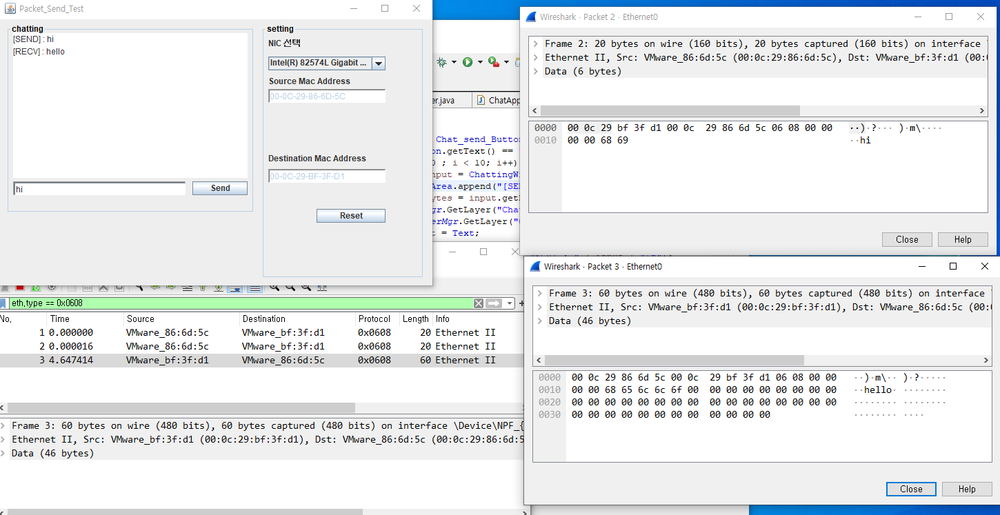 Packet_Send_Test
chatting
[SEND] : hi
[RECV] : hello
hi
Send
setting
NIC 선택
Intel(R) 82574L Gigabit ...
Source Mac Address
00-0C-29-86-6D-5C
Destination Mac Address
00-0C-29-BF-3F-D1
Reset
er.java
ChatApp
Chat_send_Butto
on.getText() ==
0 ; i < 10; i++)
nput = ChattingW
Area.append("[SE
ytes = input.get
gr.GetLayer("Cha
erMgr.GetLayer("
t = Text;
Wireshark · Packet 2 · Ethernet0
Frame 2: 20 bytes on wire (160 bits), 20 bytes captured (160 bits) on interface
Ethernet II, Src: VMware_86:6d:5c (00:0c:29:86:6d:5c), Dst: VMware_bf:3f:d1 (00:
Data (6 bytes)
0000 00 0c 29 bf 3f d1 00 0c 29 86 6d 5c 06 08 00 00 ··)·?··· )·m\····
0010 00 00 68 69 ··hi
Close
Help
eth.type == 0x0608
No. Time Source Destination Protocol Length Info
1 0.000000 VMware_86:6d:5c VMware_bf:3f:d1 0x0608 20 Ethernet II
2 0.000016 VMware_86:6d:5c VMware_bf:3f:d1 0x0608 20 Ethernet II
3 4.647414 VMware_bf:3f:d1 VMware_86:6d:5c 0x0608 60 Ethernet II
Frame 3: 60 bytes on wire (480 bits), 60 bytes captured (480 bits) on interface \Device\NPF_{
Ethernet II, Src: VMware_bf:3f:d1 (00:0c:29:bf:3f:d1), Dst: VMware_86:6d:5c (00:0c:29:86:6d:5
Data (46 bytes)
Wireshark · Packet 3 · Ethernet0
Frame 3: 60 bytes on wire (480 bits), 60 bytes captured (480 bits) on interface
Ethernet II, Src: VMware_bf:3f:d1 (00:0c:29:bf:3f:d1), Dst: VMware_86:6d:5c (00:
Data (46 bytes)
0000 00 0c 29 86 6d 5c 00 0c 29 bf 3f d1 06 08 00 00 ··)·m\·· )·?·····
0010 00 00 68 65 6c 6c 6f 00 00 00 00 00 00 00 00 00 ··hello· ········
0020 00 00 00 00 00 00 00 00 00 00 00 00 00 00 00 00 ········ ········
0030 00 00 00 00 00 00 00 00 00 00 00 00 ········ ····
Close
Help